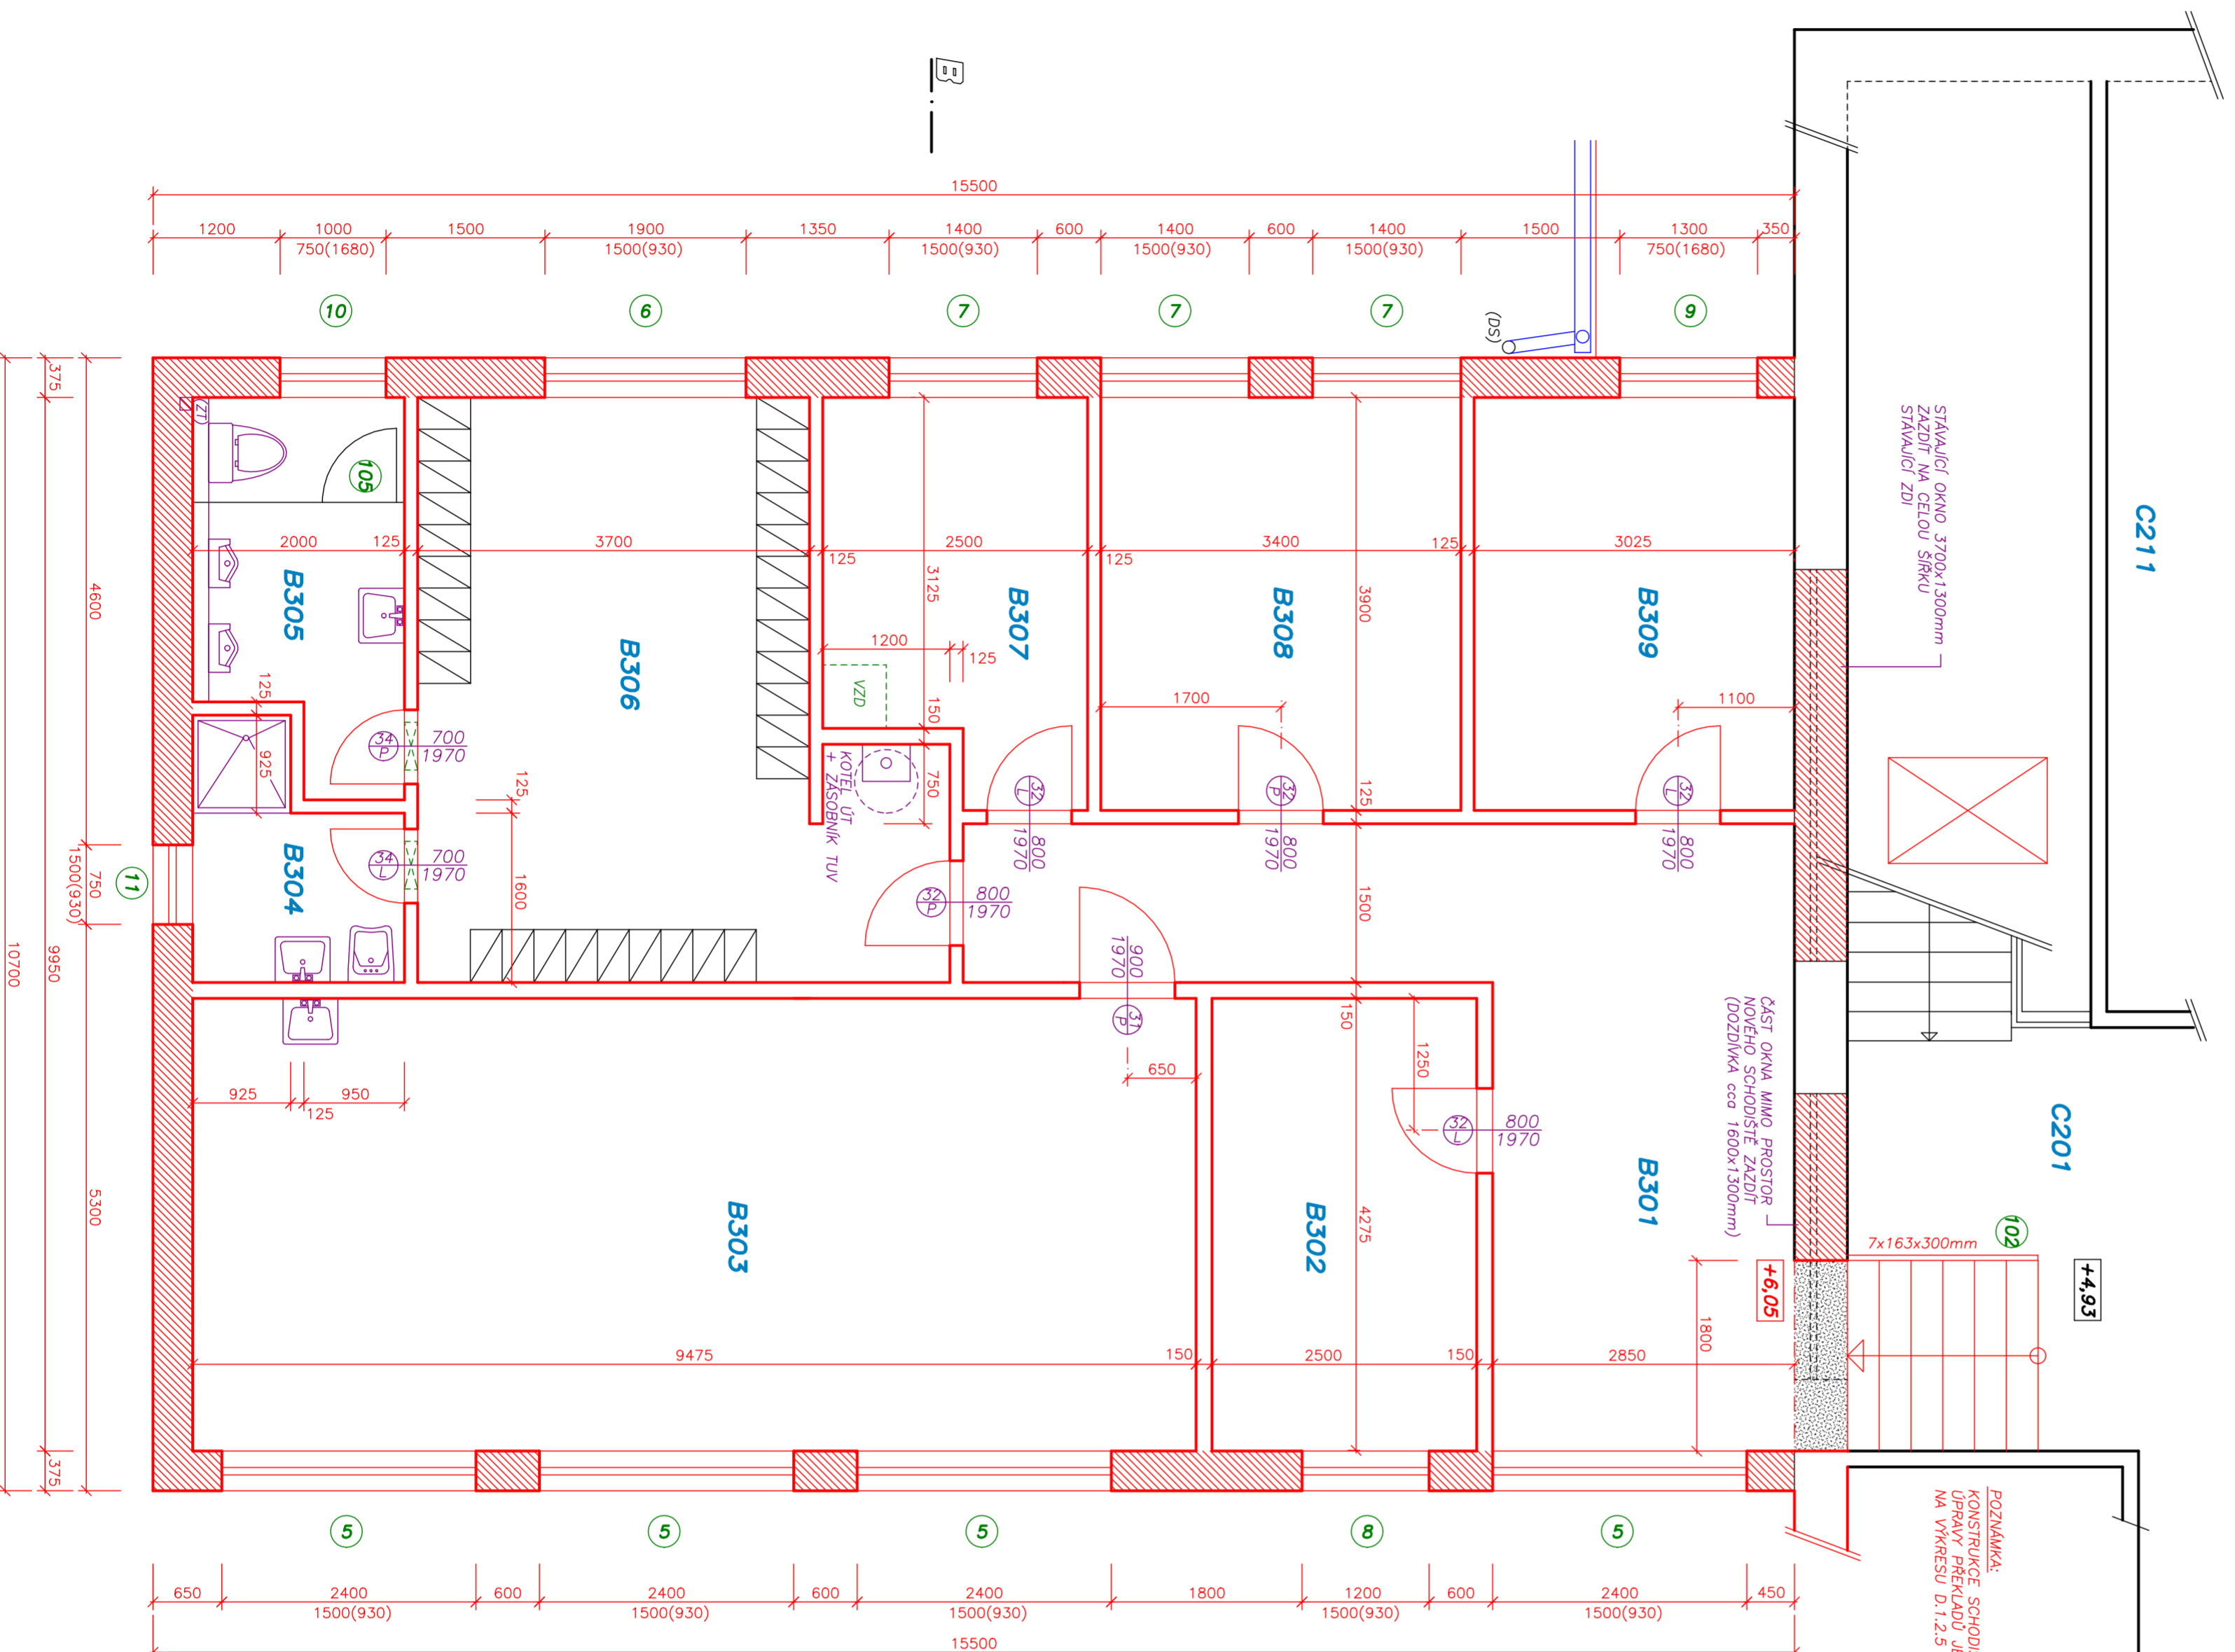 B
15500
1200 1000 1500 1900 1350 1400 600 1400 600 1400 1500 1300 350
750(1680) 1500(930) 1500(930) 1500(930) 1500(930) 750(1680)
10 6 7 7 7 9
(DS)
STÁVAJÍCÍ OKNO 3700x1300mm
ZAZDÍT NA CELOU ŠÍŘKU
STÁVAJÍCÍ ZDI
C211
(ZT)
105
2000 125 3700 125 2500 125 3400 125 3025
B305
B306
B307
B308
B309
3125
3900
1200
125
VZD
150
750
1700
1100
125
925
34
P
700
1970
125
1600
KOTEL ÚT
+ ZÁSOBNÍK TUV
32
L
800
1970
32
P
800
1970
125
32
L
800
1970
34
L
700
1970
B304
32
P
800
1970
1500
900
1970
31
P
150
1250
650
925
125
950
32
L
800
1970
ČÁST OKNA MIMO PROSTOR
NOVÉHO SCHODIŠTĚ ZAZDÍT
(DOZDÍVKA cca 1600x1300mm)
C201
B303
B302
B301
4275
102
7x163x300mm
+4,93
+6,05
1800
9475 150 2500 150 2850
375
4600
750
1500(930)
11
9950
10700
5300
375
5 5 5 8 5
650 2400 600 2400 600 2400 1800 1200 600 2400 450
1500(930) 1500(930) 1500(930) 1500(930) 1500(930)
15500
POZNÁMKA:
KONSTRUKCE
ÚPRAVY PŘEKLADŮ
NA VÝKRESU D.1.2.5